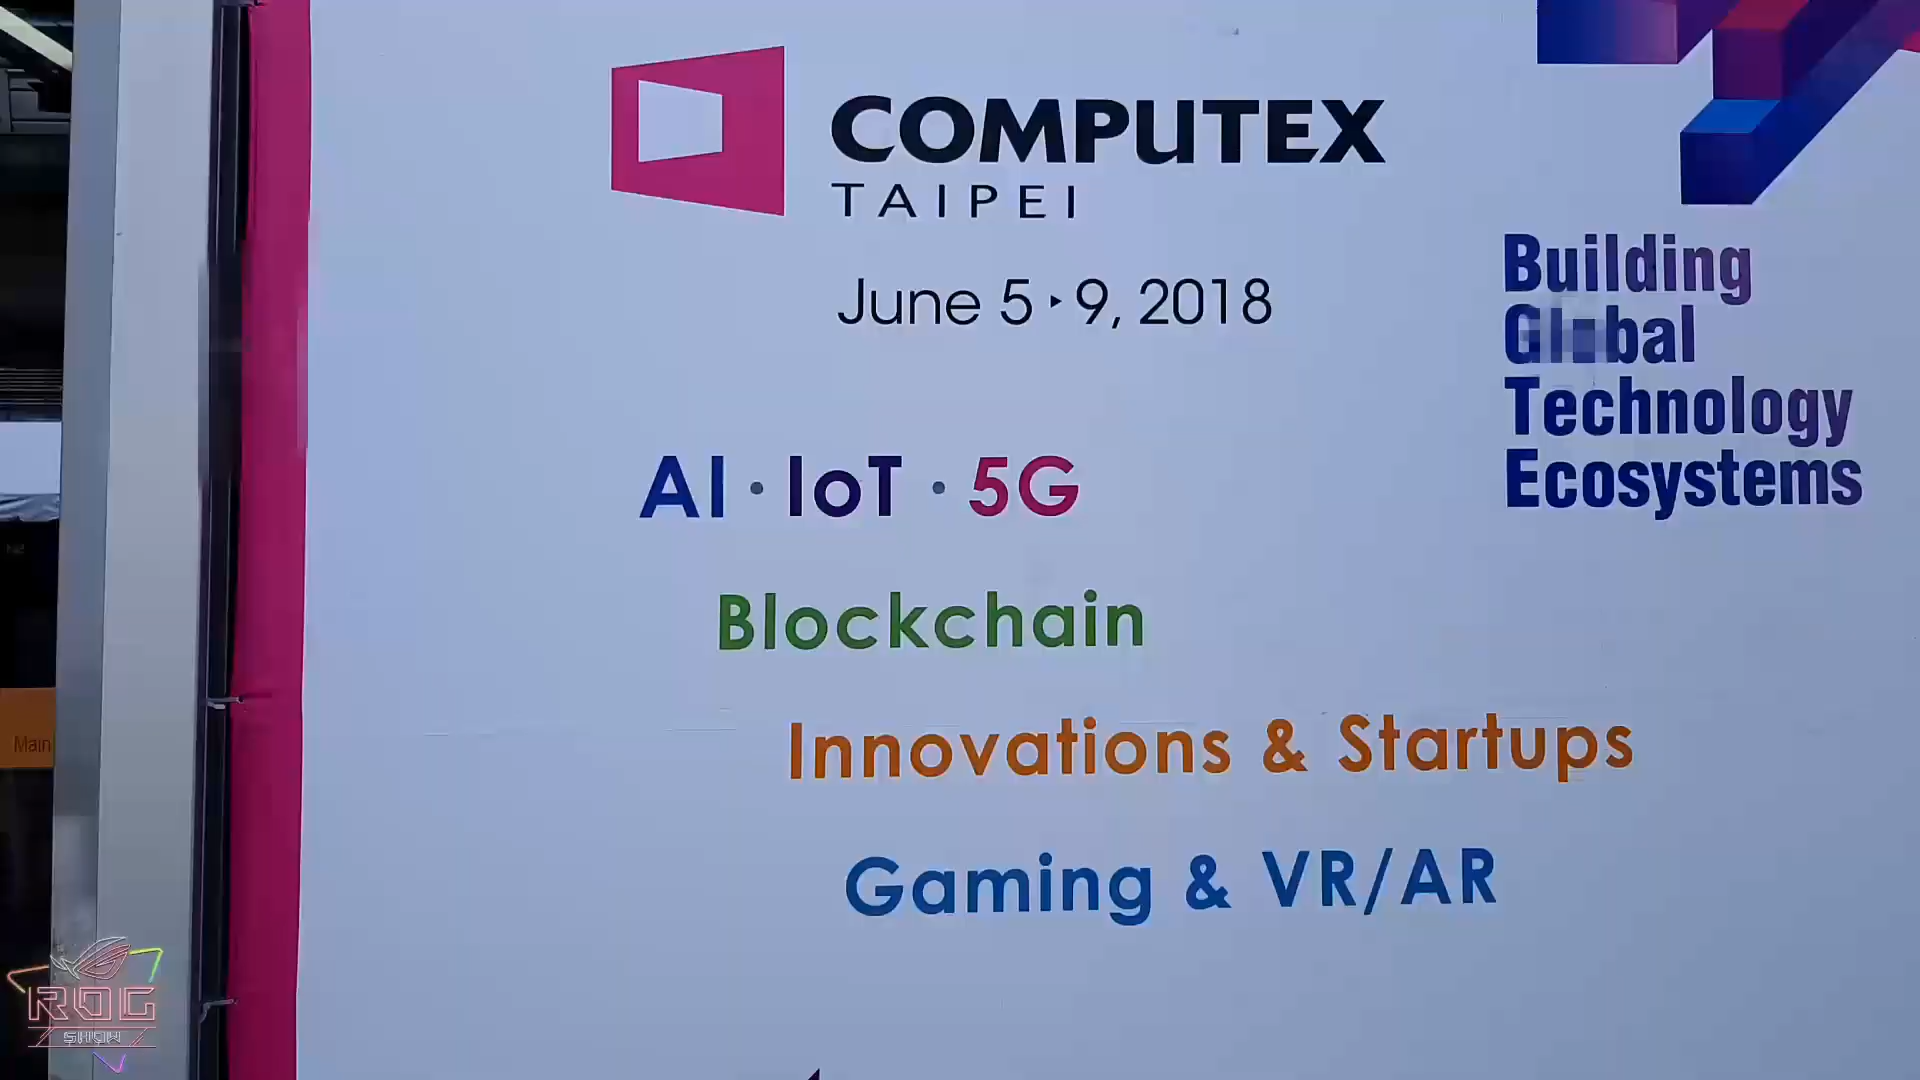 COMPUTEX
TAIPEI
June 5‣9, 2018
Building
Global
Technology
Ecosystems
AI · IoT · 5G
Blockchain
Innovations & Startups
Gaming & VR/AR
Main
ROG
SHOW